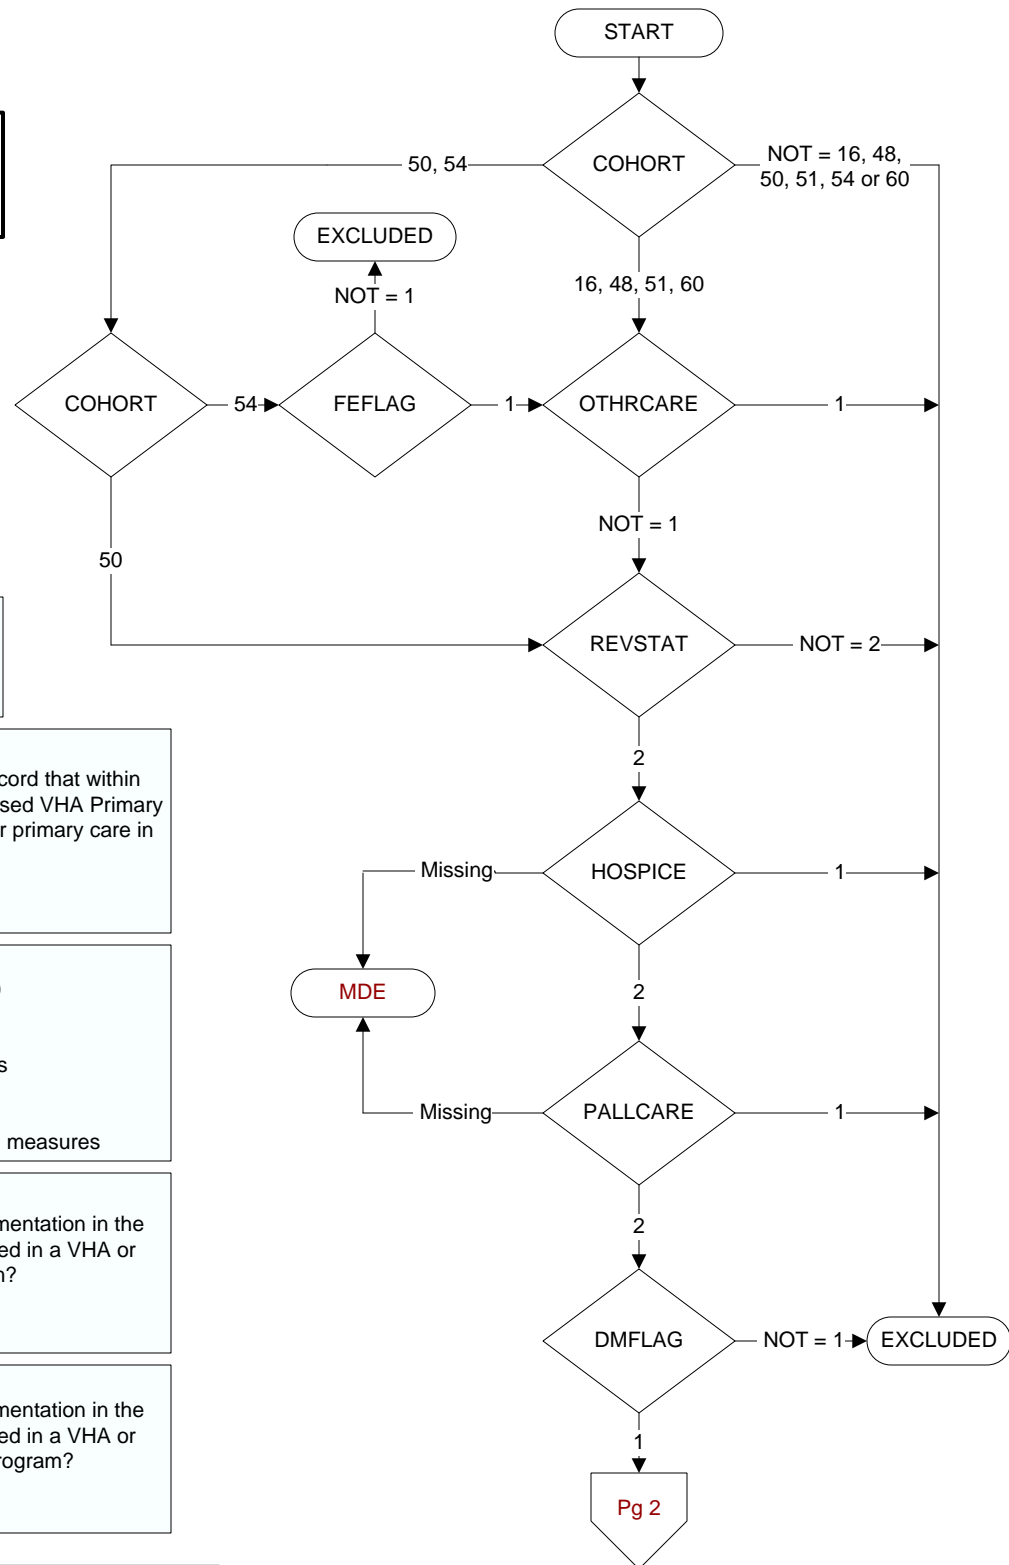 START
COHORT
50, 54
NOT = 16, 48,
50, 51, 54 or 60
EXCLUDED
NOT = 1
16, 48, 51, 60
COHORT
54
FEFLAG
1
OTHRCARE
1
NOT = 1
50
REVSTAT
NOT = 2
2
cord that within
sed VHA Primary
r primary care in
Missing
HOSPICE
1
MDE
2
s
Missing
PALLCARE
1
measures
2
mentation in the
ed in a VHA or
n?
DMFLAG
NOT = 1
EXCLUDED
1
mentation in the
ed in a VHA or
rogram?
Pg 2